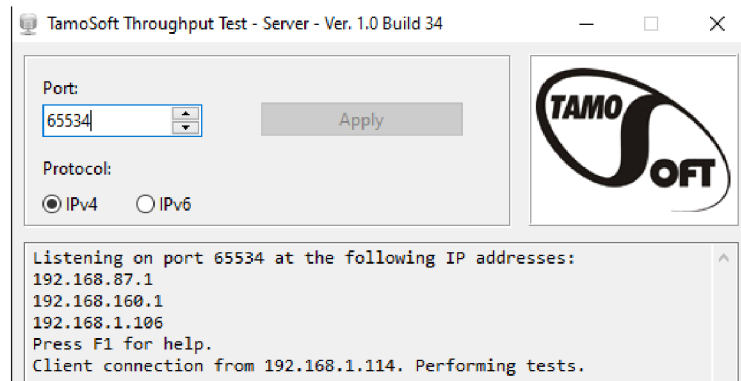 TamoSoft Throughput Test - Server - Ver. 1.0 Build 34
Port:
65534
Apply
Protocol:
IPv4 IPv6
TAMO
SOFT
Listening on port 65534 at the following IP addresses:
192.168.87.1
192.168.160.1
192.168.1.106
Press F1 for help.
Client connection from 192.168.1.114. Performing tests.